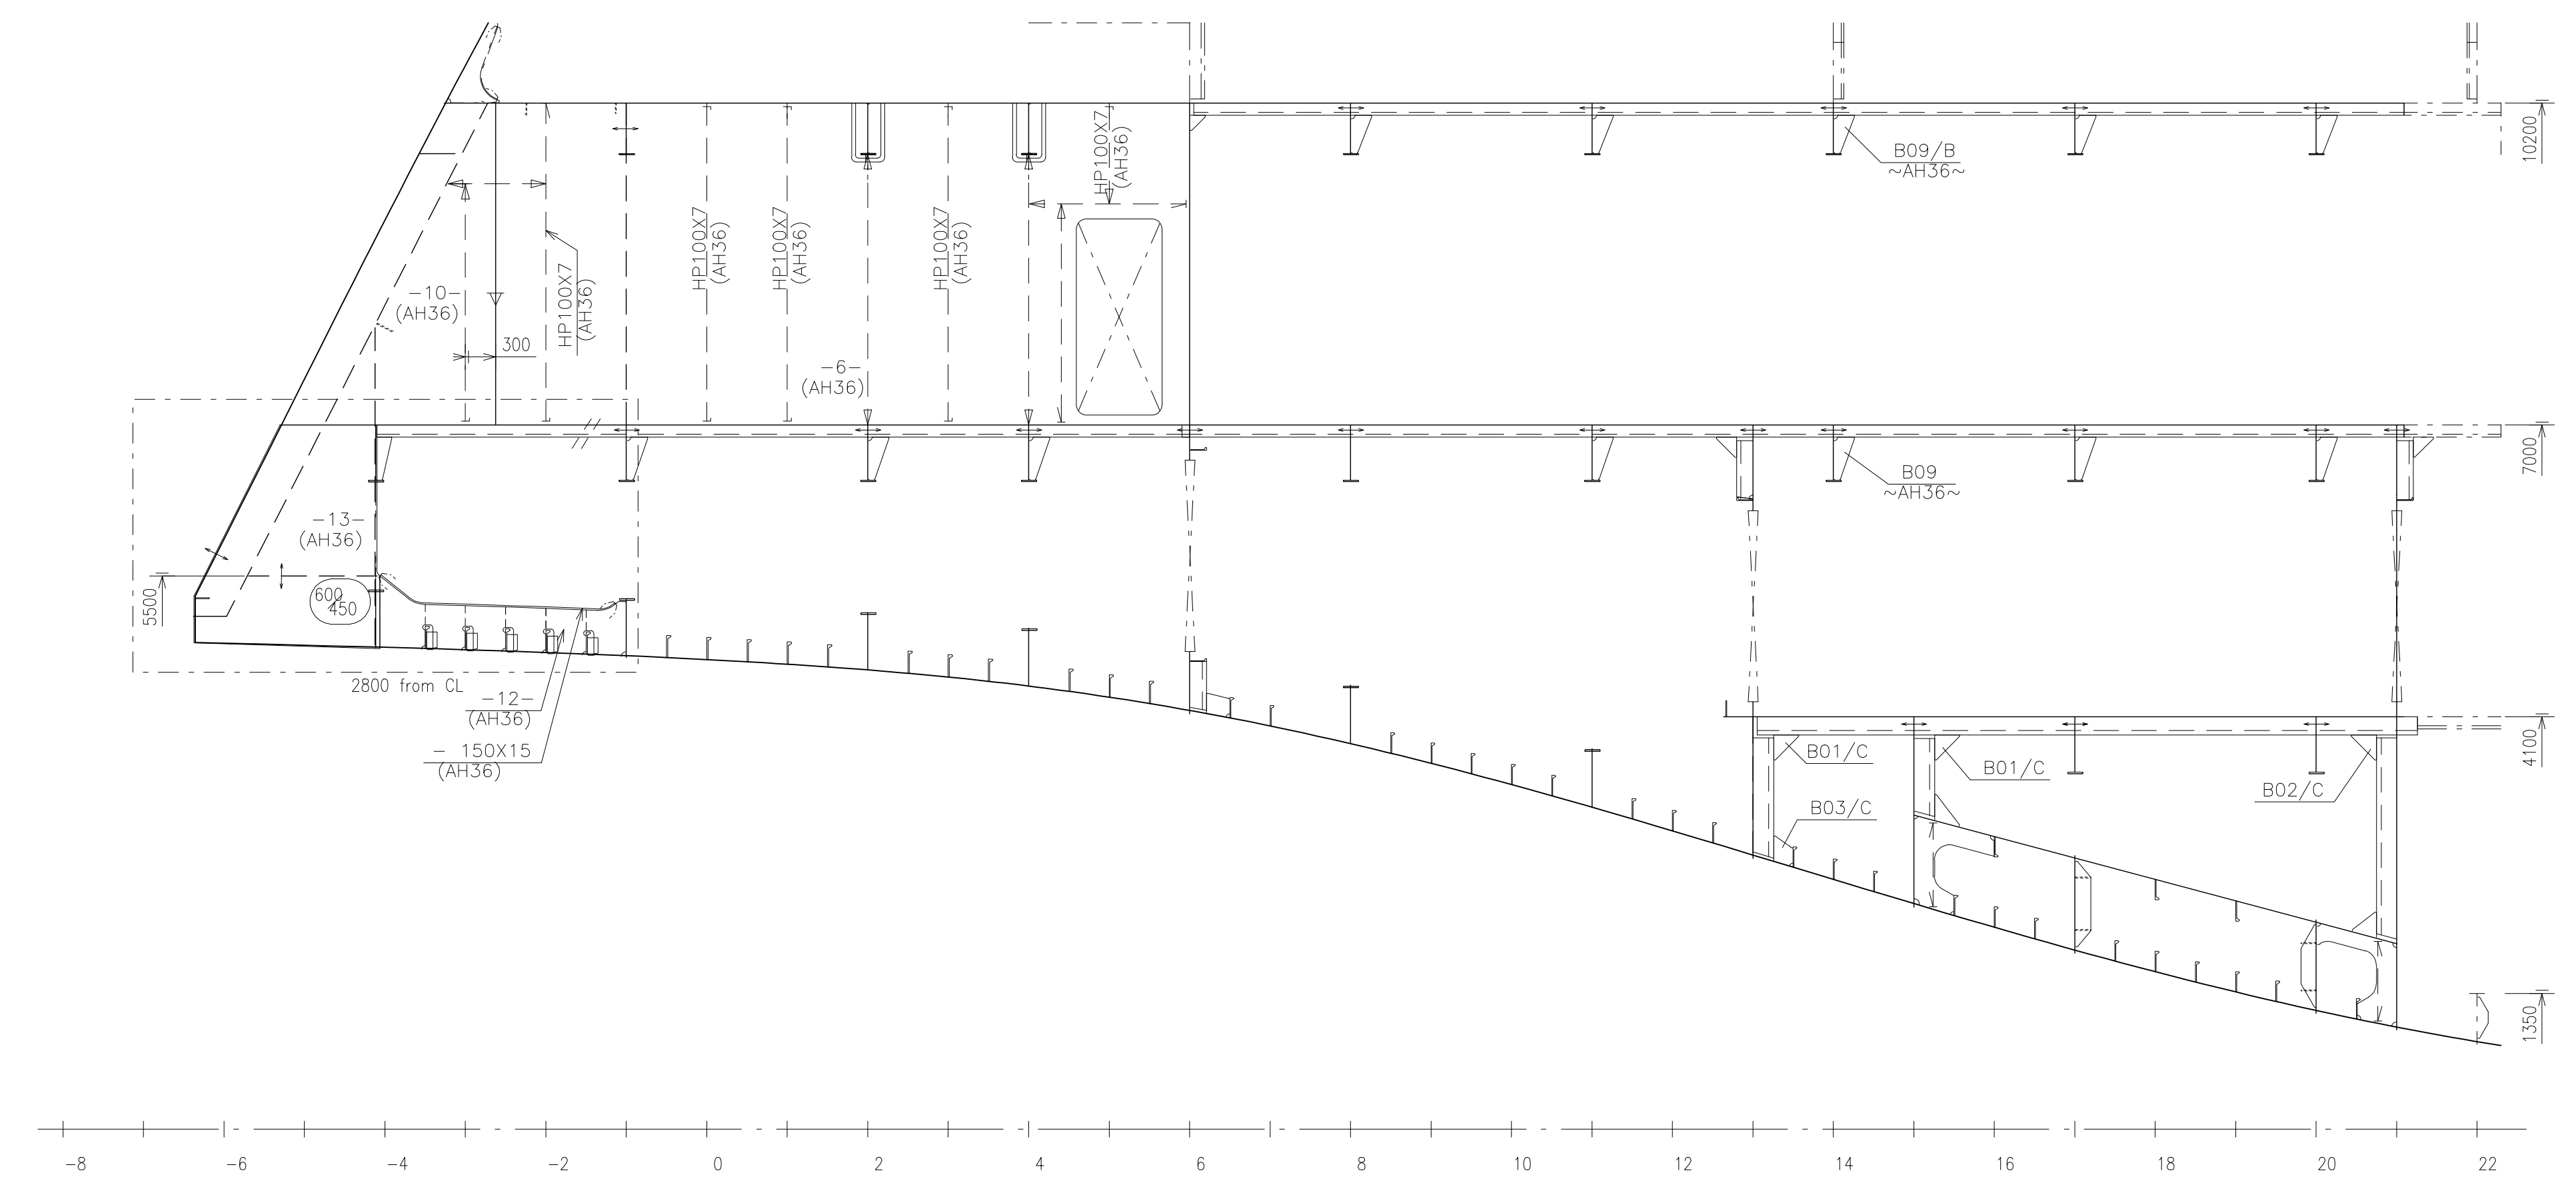 10200
B09/B
~AH36~
HP100X7
(AH36)
HP100X7
(AH36)
HP100X7
(AH36)
HP100X7
(AH36)
HP100X7
(AH36)
-10-
(AH36)
300
-6-
(AH36)
7000
B09
~AH36~
-13-
(AH36)
5500
600
450
2800 from CL
-12-
(AH36)
- 150X15
(AH36)
4100
B01/C
B01/C
B02/C
B03/C
1350
-8 -6 -4 -2 0 2 4 6 8 10 12 14 16 18 20 22